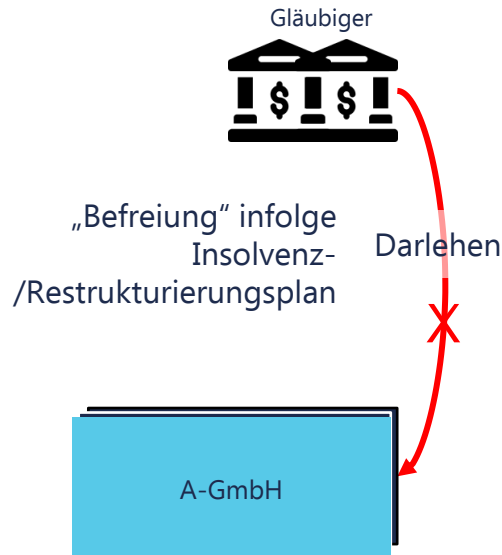 Gläubiger
$ $
„Befreiung“ infolge
Insolvenz-
/Restrukturierungsplan
Darlehen
X
A-GmbH